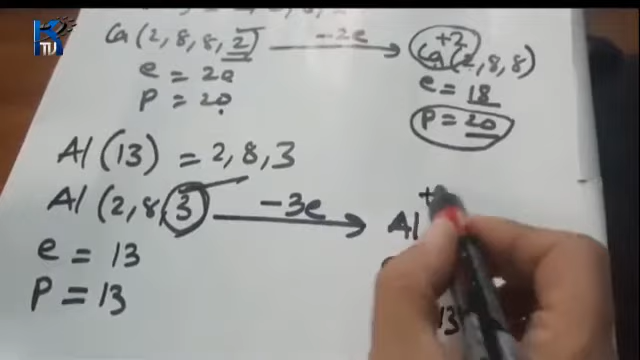 Ca (2,8,8,2) -2e Ca+2 (2,8,8)
e = 20 e = 18
P = 20 P = 20
Al (13) = 2,8,3
Al (2,8,3) -3e Al+
e = 13
P = 13 13